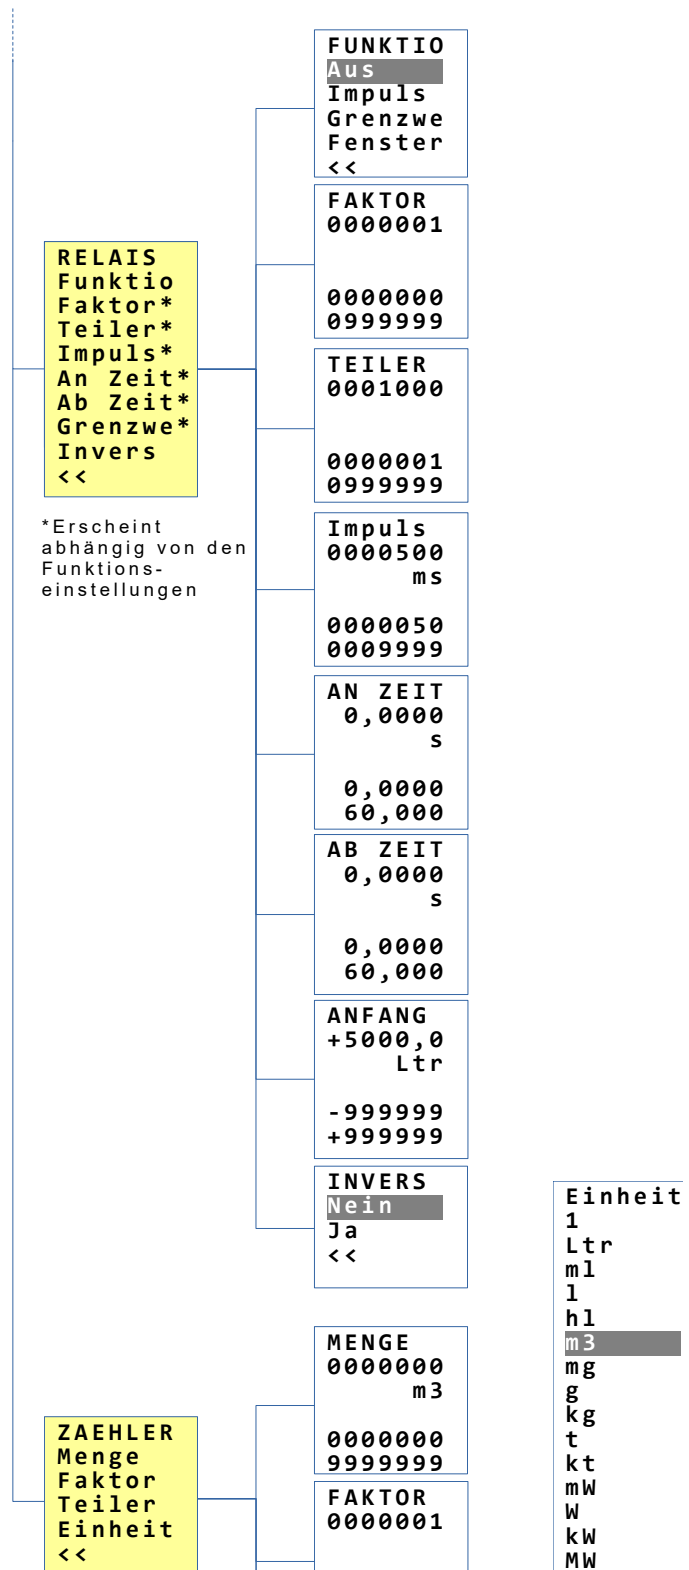 FUNKTIO
Aus
Impuls
Grenzwe
Fenster
<<
FAKTOR
0000001
0000000
0999999
RELAIS
Funktio
Faktor*
Teiler*
Impuls*
An Zeit*
Ab Zeit*
Grenzwe*
Invers
<<
*Erscheint
abhängig von den
Funktions-
einstellungen
TEILER
0001000
0000001
0999999
Impuls
0000500
ms
0000050
0009999
AN ZEIT
0,0000
s
0,0000
60,000
AB ZEIT
0,0000
s
0,0000
60,000
ANFANG
+5000,0
Ltr
-999999
+999999
INVERS
Nein
Ja
<<
MENGE
0000000
m3
0000000
9999999
ZAEHLER
Menge
Faktor
Teiler
Einheit
<<
FAKTOR
0000001
Einheit
1
Ltr
ml
l
hl
m3
mg
g
kg
t
kt
mW
W
kW
MW